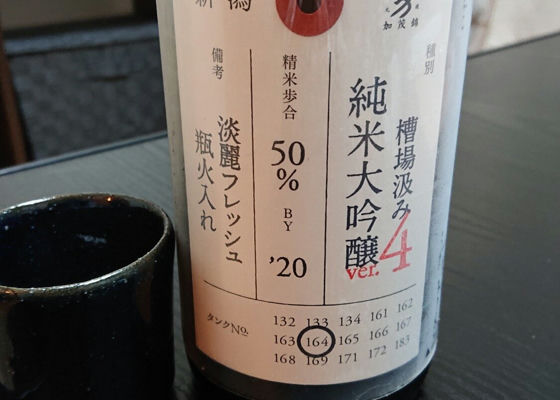 新潟
加茂錦
種別
槽場汲み
純米大吟醸
ver.4
精米歩合
50%
BY
'20
備考
淡麗フレッシュ
瓶火入れ
タンクNo.
132 133 134 161 162
163 164 165 166 167
168 169 171 172 183